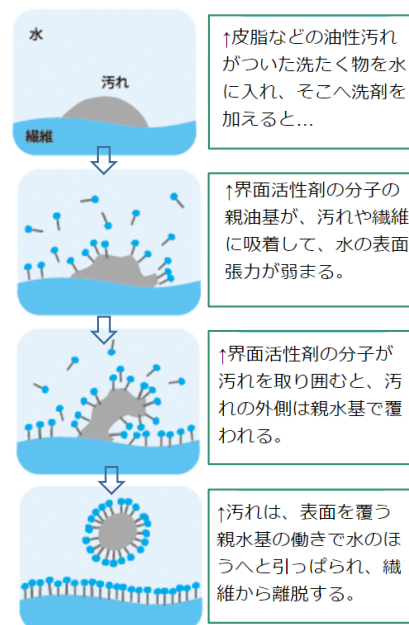 水
汚れ
繊維
↑皮脂などの油性汚れ
がついた洗たく物を水
に入れ、そこへ洗剤を
加えると…
↑界面活性剤の分子の
親油基が、汚れや繊維
に吸着して、水の表面
張力が弱まる。
↑界面活性剤の分子が
汚れを取り囲むと、汚
れの外側は親水基で覆
われる。
↑汚れは、表面を覆う
親水基の働きで水のほ
うへと引っぱられ、繊
維から離脱する。